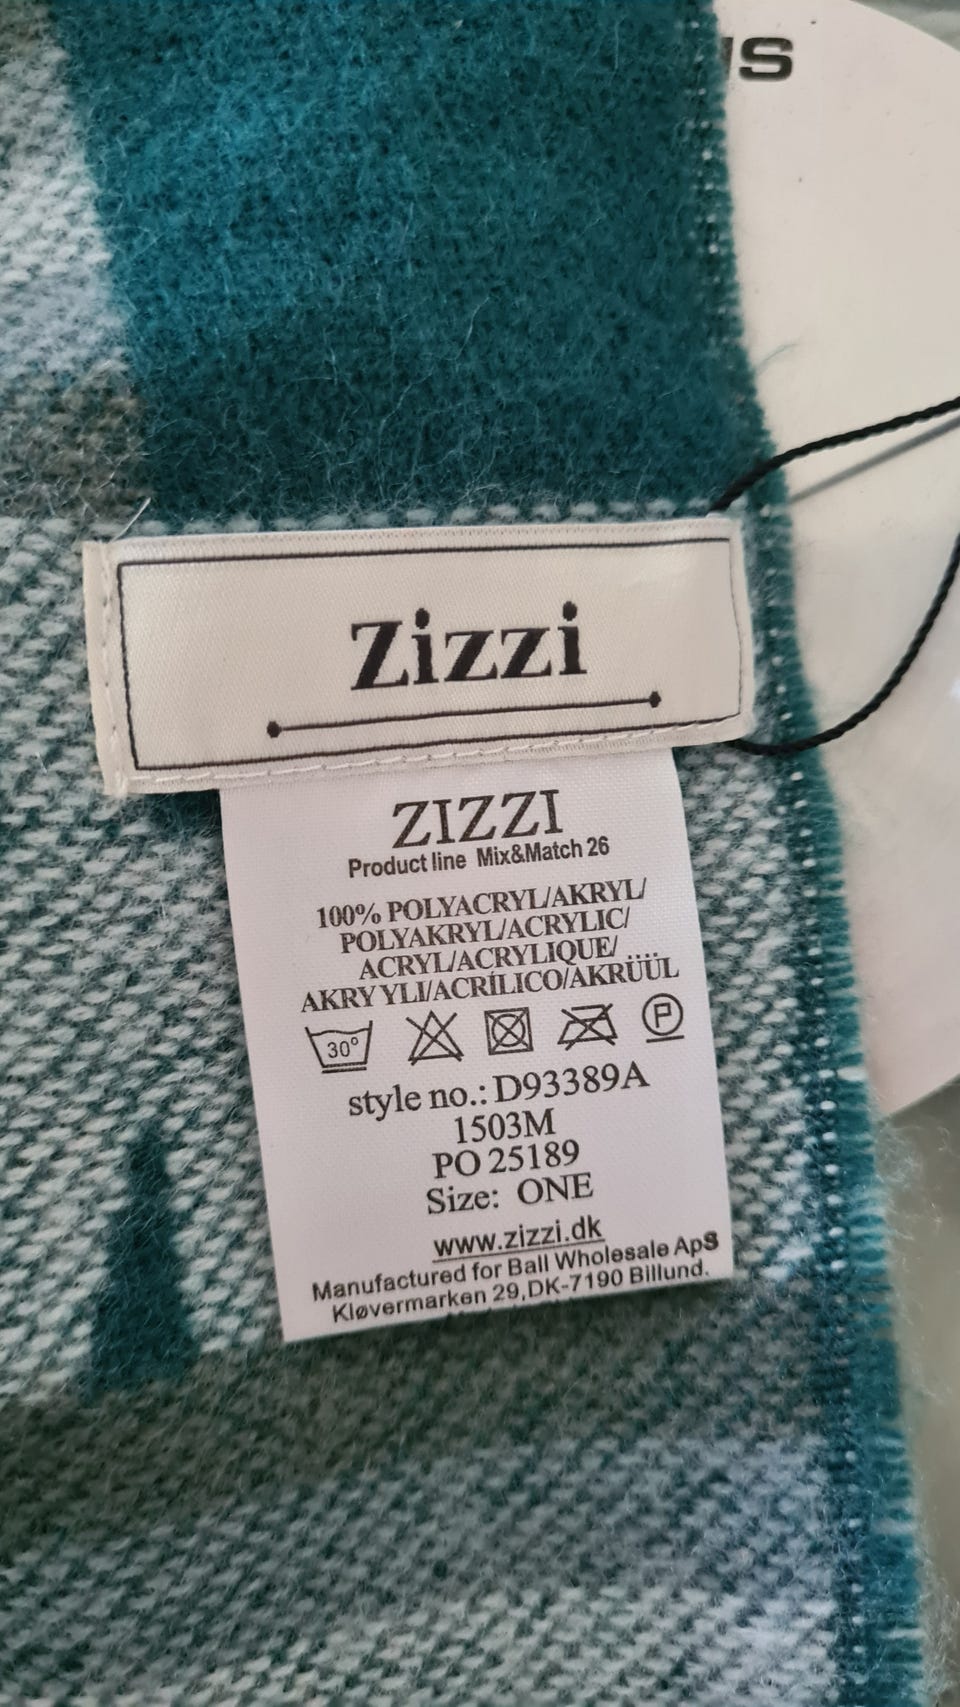 Zizzi
ZIZZI
Product line Mix&Match 26
100% POLYACRYL/AKRYL/
POLYAKRYL/ACRYLIC/
ACRYL/ACRYLIQUE/
AKRYYLI/ACRÍLICO/AKRÜÜL
30°
P
style no.: D93389A
1503M
PO 25189
Size: ONE
www.zizzi.dk
Manufactured for Ball Wholesale ApS
Kløvermarken 29,DK-7190 Billund.